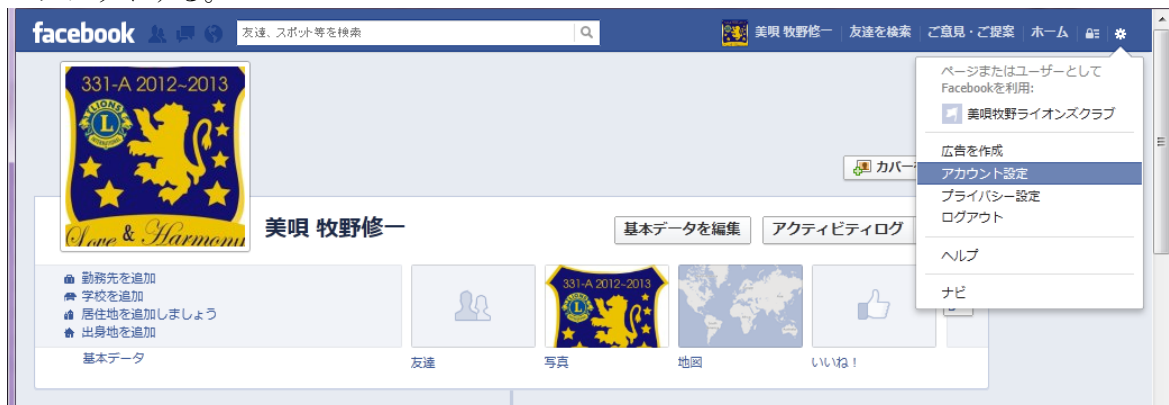 facebook
友達、スポット等を検索
美唄 牧野修一 友達を検索 ご意見・ご提案 ホーム
ページまたはユーザーとして
Facebookを利用:
美唄牧野ライオンズクラブ
広告を作成
アカウント設定
プライバシー設定
ログアウト
ヘルプ
ナビ
331-A 2012~2013
LIONS
L
INTERNATIONAL
Love & Harmony
カバー
美唄 牧野修一
基本データを編集
アクティビティログ
勤務先を追加
学校を追加
居住地を追加しましょう
出身地を追加
基本データ
331-A 2012-2013
L
友達
写真
地図
いいね！